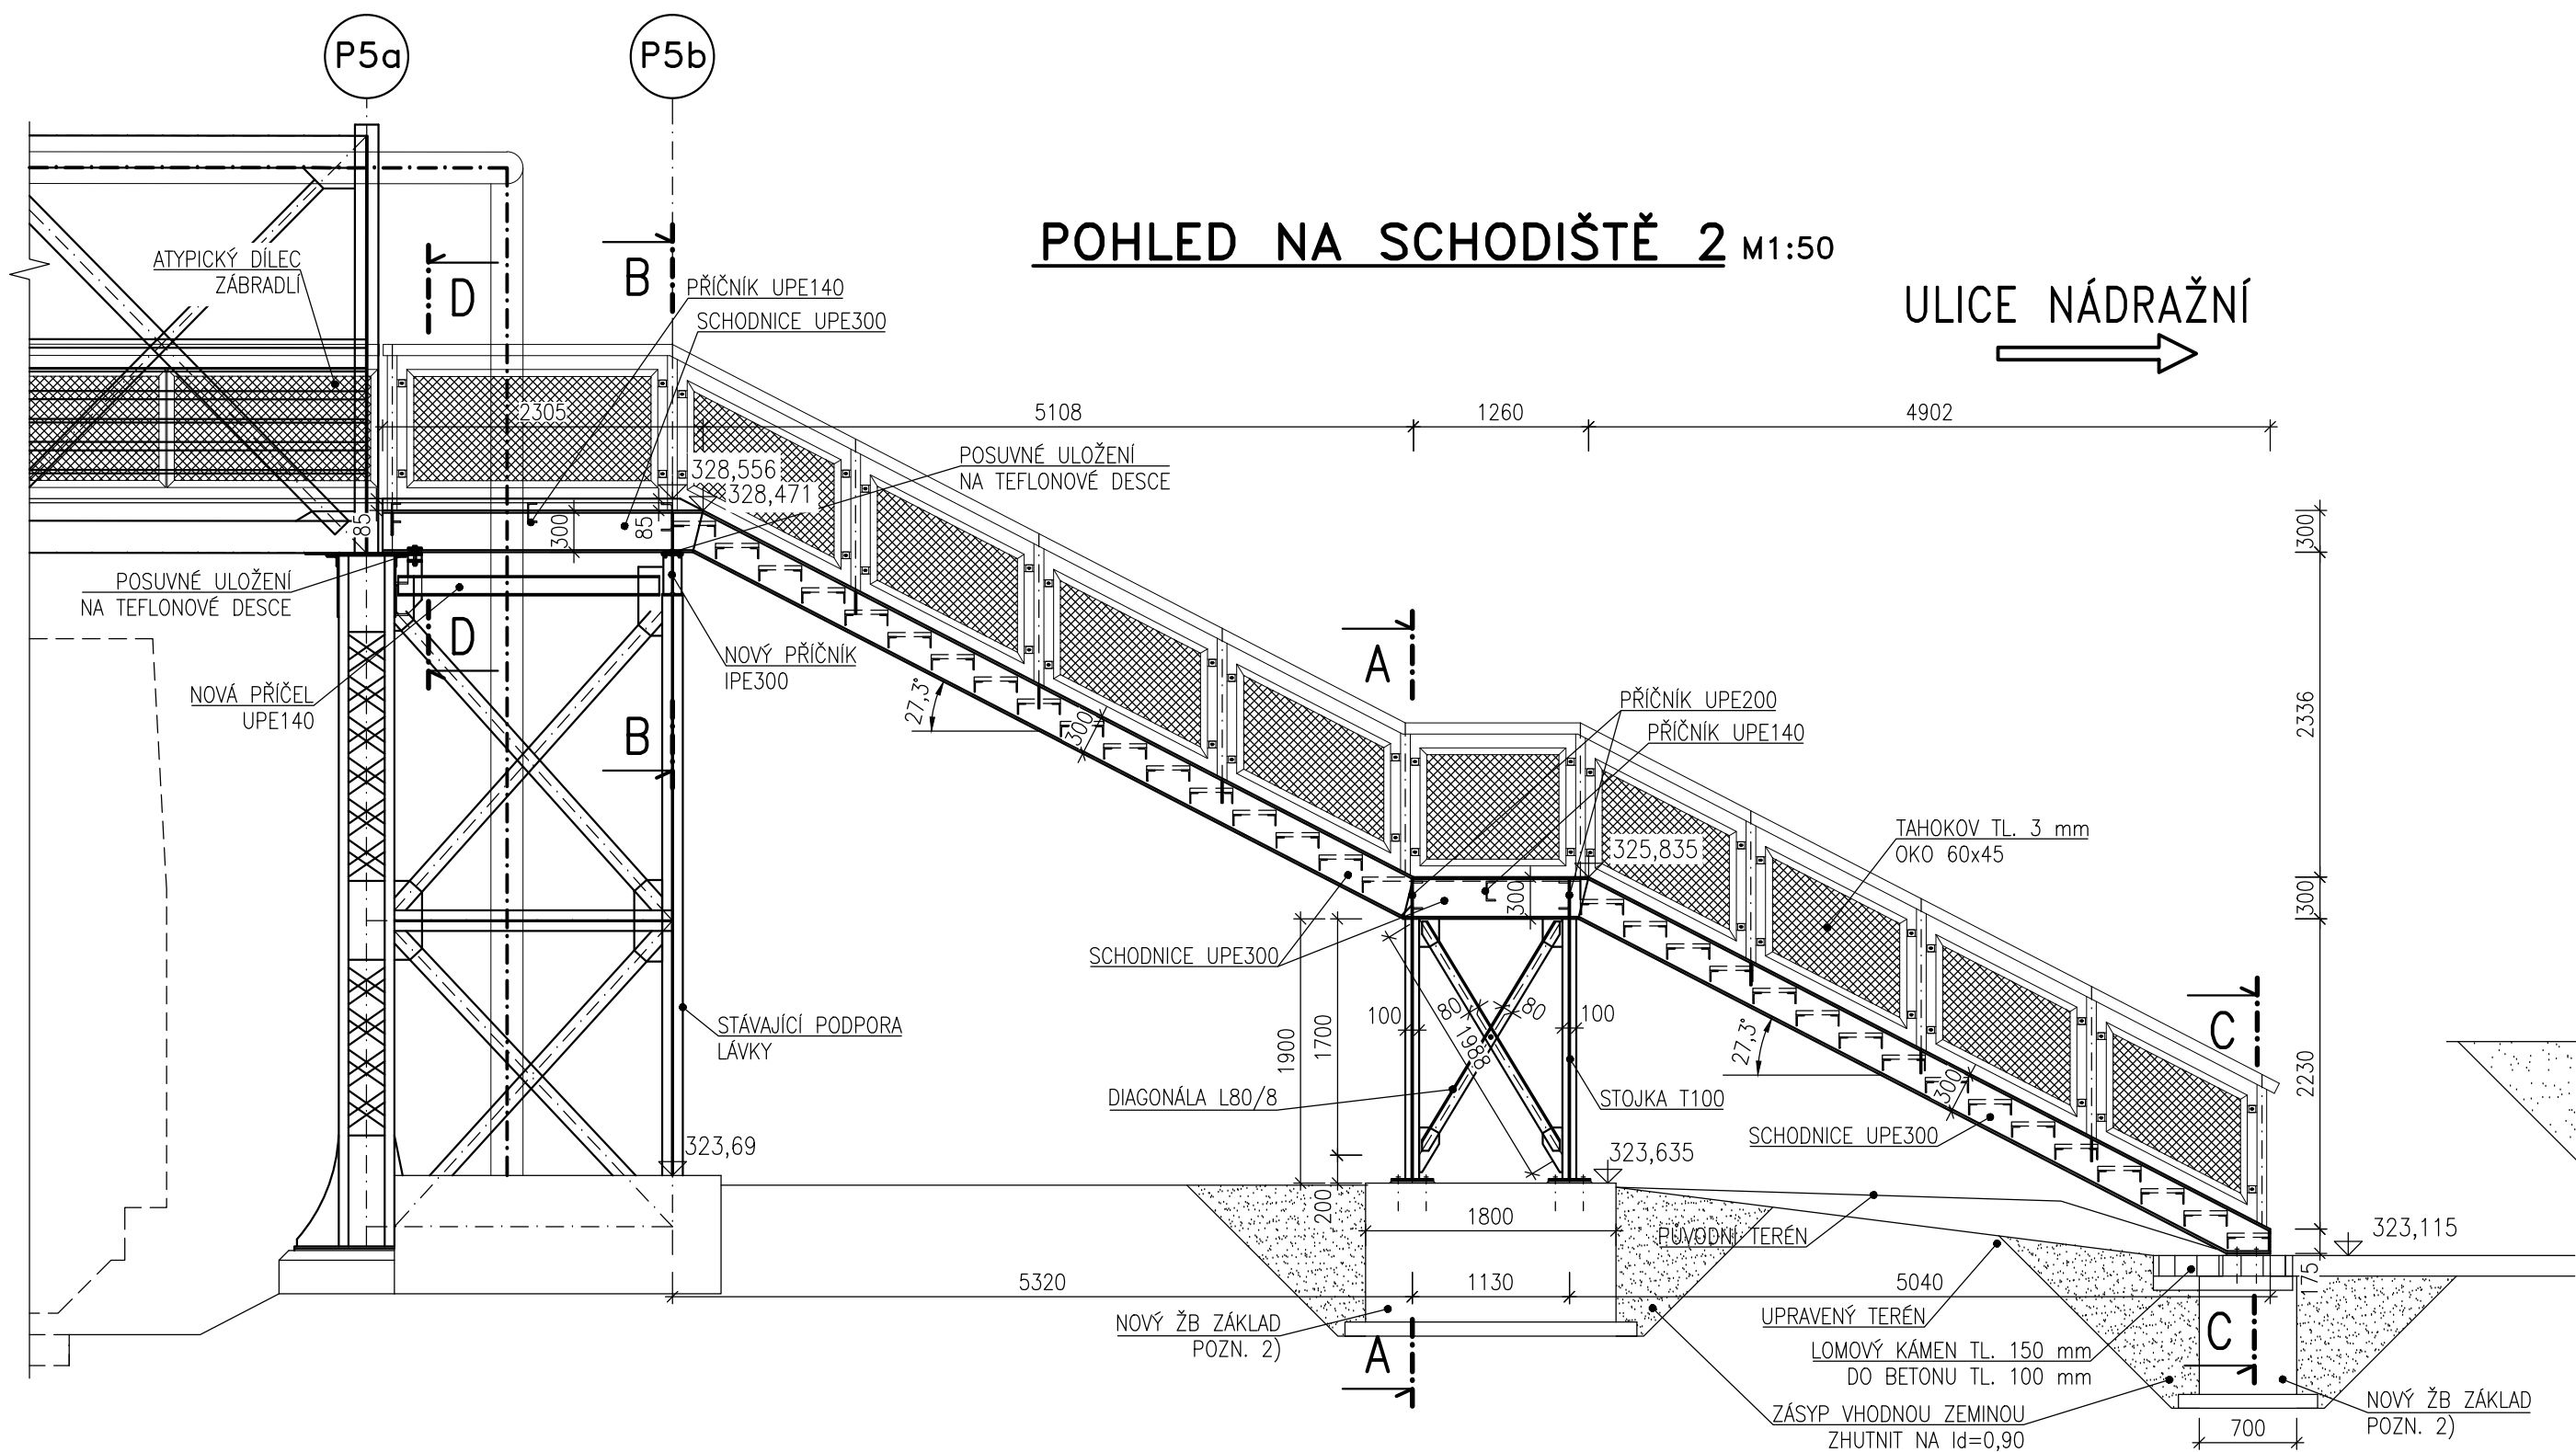 P5a
P5b
POHLED NA SCHODIŠTĚ 2 M1:50
ULICE NÁDRAŽNÍ
ATYPICKÝ DÍLEC
ZÁBRADLÍ
D
B
PŘÍČNÍK UPE140
SCHODNICE UPE300
2305
5108
1260
4902
POSUVNÉ ULOŽENÍ
NA TEFLONOVÉ DESCE
328,556
328,471
85
300
85
300
POSUVNÉ ULOŽENÍ
NA TEFLONOVÉ DESCE
D
A
NOVÝ PŘÍČNÍK
IPE300
NOVÁ PŘÍČEL
UPE140
B
27,3°
300
PŘÍČNÍK UPE200
PŘÍČNÍK UPE140
2336
TAHOKOV TL. 3 mm
OKO 60x45
325,835
300
300
SCHODNICE UPE300
STÁVAJÍCÍ PODPORA
LÁVKY
100
80
80
100
1988
1900
1700
27,3°
300
C
2230
DIAGONÁLA L80/8
STOJKA T100
SCHODNICE UPE300
323,69
323,635
200
1800
PŮVODNÍ TERÉN
323,115
175
5320
1130
5040
NOVÝ ŽB ZÁKLAD
POZN. 2)
A
UPRAVENÝ TERÉN
LOMOVÝ KÁMEN TL. 150 mm
DO BETONU TL. 100 mm
C
ZÁSYP VHODNOU ZEMINOU
ZHUTNIT NA Id=0,90
700
NOVÝ ŽB ZÁKLAD
POZN. 2)